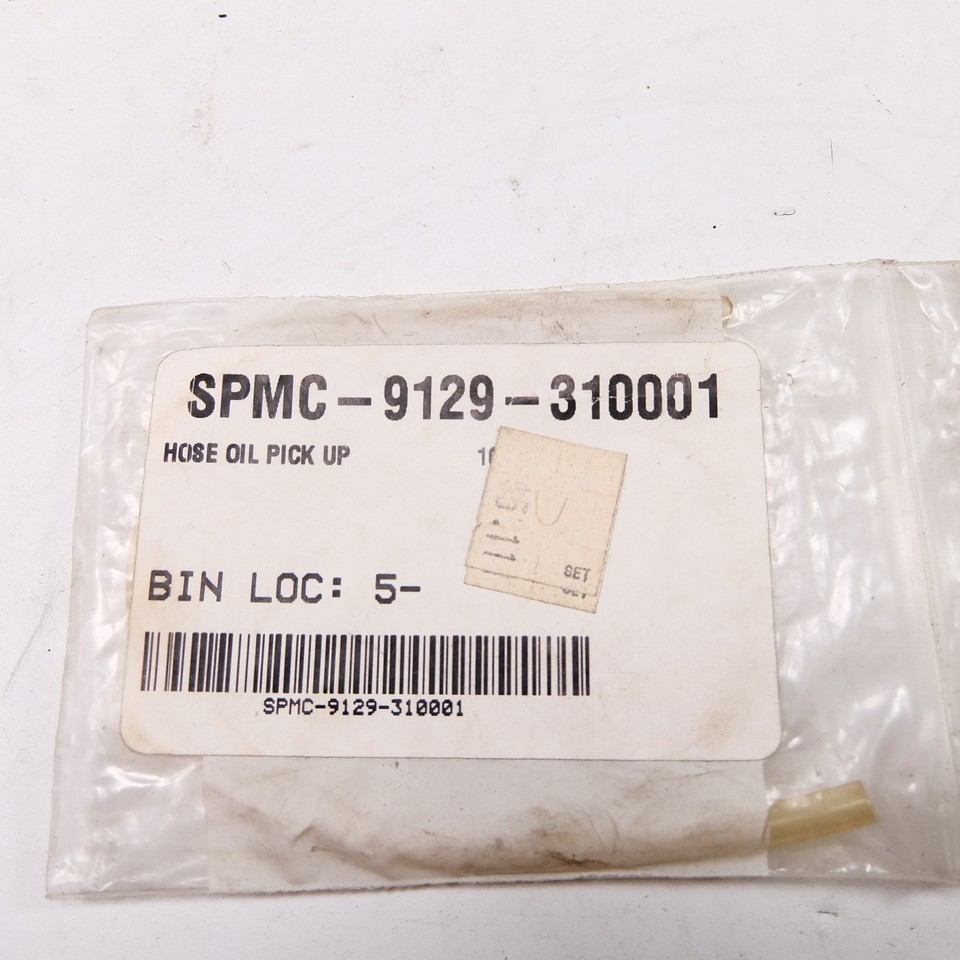 SPMC-9129-310001
HOSE OIL PICK UP
SET
BIN LOC: 5-
SPMC-9129-310001